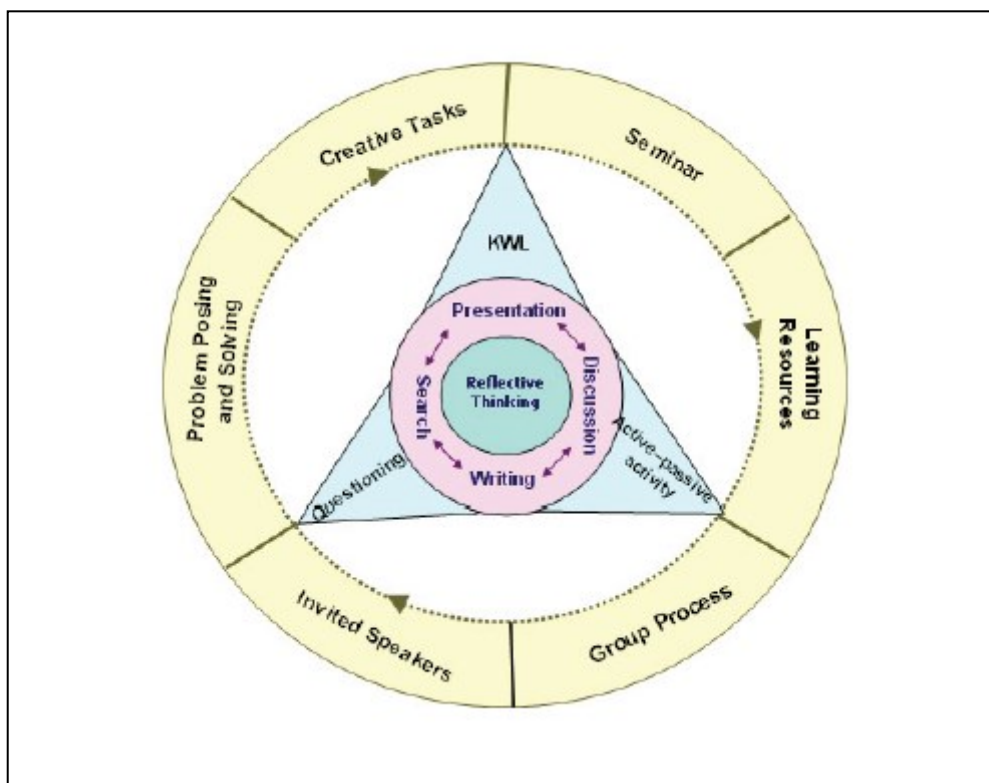 Creative Tasks
Seminar
Learning
Resources
Group Process
Invited Speakers
Problem Posing
and Solving
KWL
Active-passive
activity
Questioning
Presentation
Discussion
Writing
Search
Reflective
Thinking